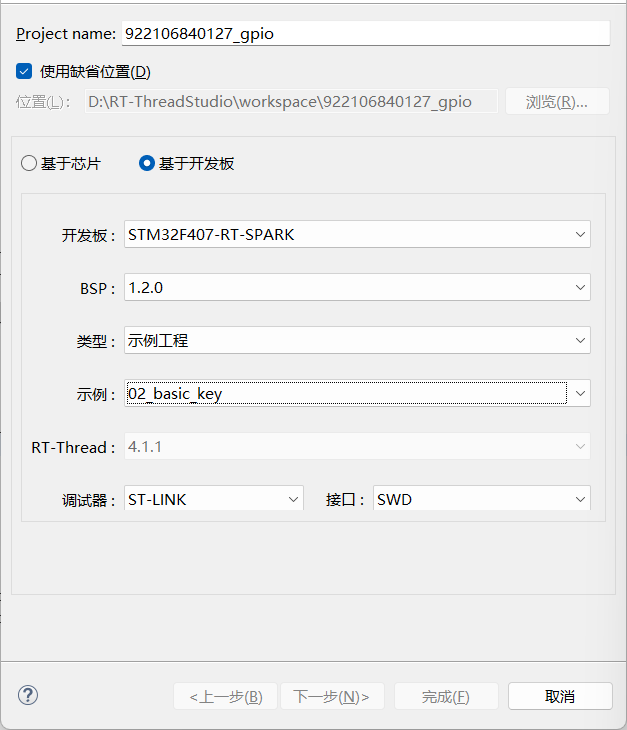 Project name: 922106840127_gpio
使用缺省位置(D)
位置(L): D:\RT-ThreadStudio\workspace\922106840127_gpio 浏览(R)...
基于芯片 基于开发板
开发板: STM32F407-RT-SPARK
BSP: 1.2.0
类型: 示例工程
示例: 02_basic_key
RT-Thread: 4.1.1
调试器: ST-LINK 接口: SWD
? <上一步(B) 下一步(N)> 完成(F) 取消